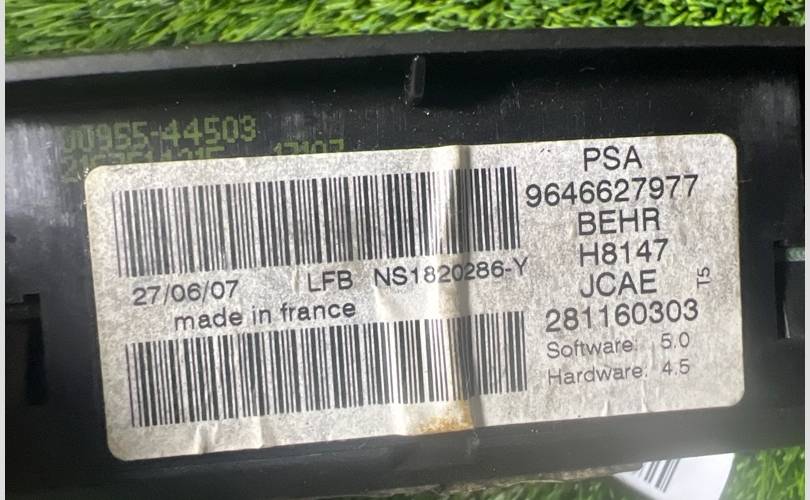 00955-44503
PSA
9646627977
BEHR
H8147
JCAE
281160303
T5
Software: 5.0
Hardware: 4.5
27/06/07 LFB NS1820286-Y
made in france